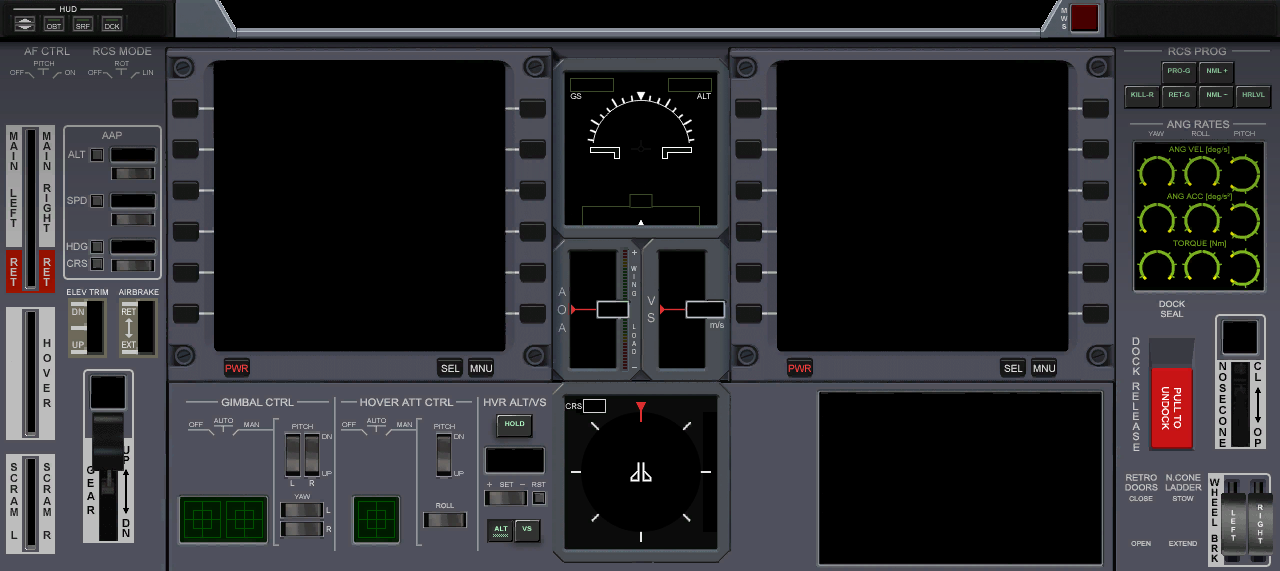 HUD
OBT SRF DCK
MWS
AF CTRL
PITCH
OFF ON
RCS MODE
ROT
OFF LIN
MAIN LEFT
MAIN RIGHT
RET
RET
AAP
ALT
SPD
HDG
CRS
ELEV TRIM
DN
UP
AIRBRAKE
RET
EXT
HOVER
SCRAM L
SCRAM R
GEAR
UP
DN
PWR
SEL
MNU
GS
ALT
AOA
+
WING LOAD
−
VS
m/s
PWR
SEL
MNU
GIMBAL CTRL
OFF AUTO MAN
PITCH
DN
UP
L R
YAW
L
R
HOVER ATT CTRL
OFF AUTO MAN
PITCH
DN
UP
ROLL
HVR ALT/VS
HOLD
+ SET − RST
ALT VS
CRS
RCS PROG
PRO-G NML +
KILL-R RET-G NML − HRLVL
ANG RATES
YAW ROLL PITCH
ANG VEL [deg/s]
ANG ACC [deg/s²]
TORQUE [Nm]
DOCK
SEAL
DOCK RELEASE
PULL TO
UNDOCK
NOSECONE
CL
OP
RETRO
DOORS
CLOSE
OPEN
N.CONE
LADDER
STOW
EXTEND
WHEEL BRK
LEFT
RIGHT